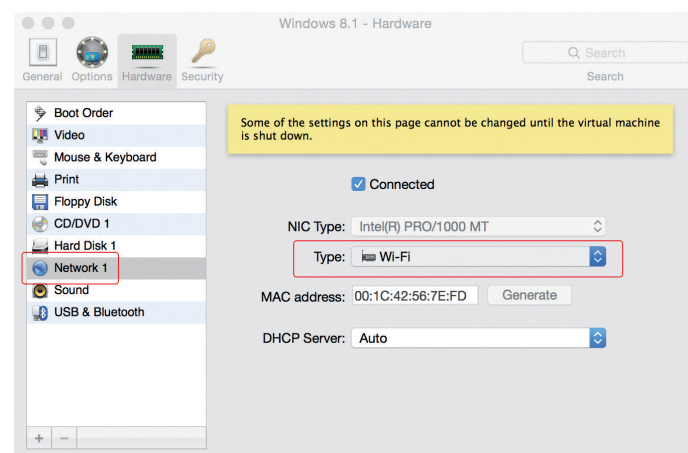 Windows 8.1 - Hardware
General Options Hardware Security
Search
Search
Boot Order
Video
Mouse & Keyboard
Print
Floppy Disk
CD/DVD 1
Hard Disk 1
Network 1
Sound
USB & Bluetooth
Some of the settings on this page cannot be changed until the virtual machine
is shut down.
Connected
NIC Type: Intel(R) PRO/1000 MT
Type: Wi-Fi
MAC address: 00:1C:42:56:7E:FD Generate
DHCP Server: Auto